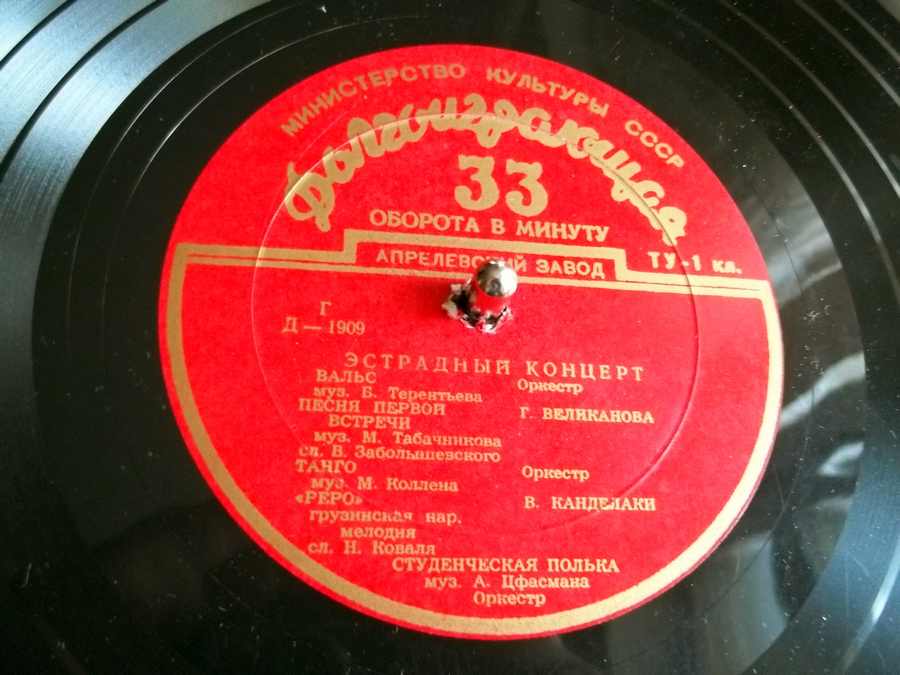 МИНИСТЕРСТВО КУЛЬТУРЫ СССР
Долгоиграющая
33
ОБОРОТА В МИНУТУ
АПРЕЛЕВСКИЙ ЗАВОД
ТУ-1 кл.
Г
Д — 1909
ЭСТРАДНЫЙ КОНЦЕРТ
ВАЛЬС Оркестр
муз. Б. Терентьева
ПЕСНЯ ПЕРВОЙ Г. ВЕЛИКАНОВА
ВСТРЕЧИ
муз. М. Табачникова
сл. В. Заболышевского
ТАНГО Оркестр
муз М. Коллена
«РЕРО» В. КАНДЕЛАКИ
грузинская нар.
мелодия
сл. Н. Коваля
СТУДЕНЧЕСКАЯ ПОЛЬКА
муз. А. Цфасмана
Оркестр